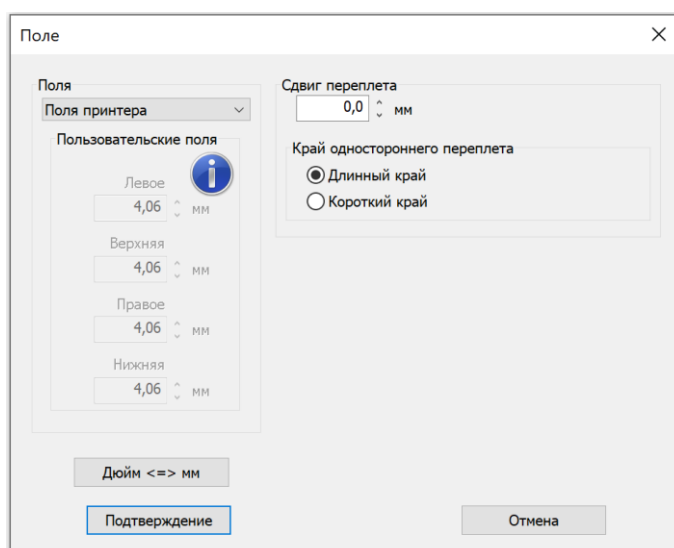 Поле
Поля
Поля принтера
Пользовательские поля
Левое
4,06 мм
Верхняя
4,06 мм
Правое
4,06 мм
Нижняя
4,06 мм
Сдвиг переплета
0,0 мм
Край одностороннего переплета
Длинный край
Короткий край
Дюйм <=> мм
Подтверждение
Отмена